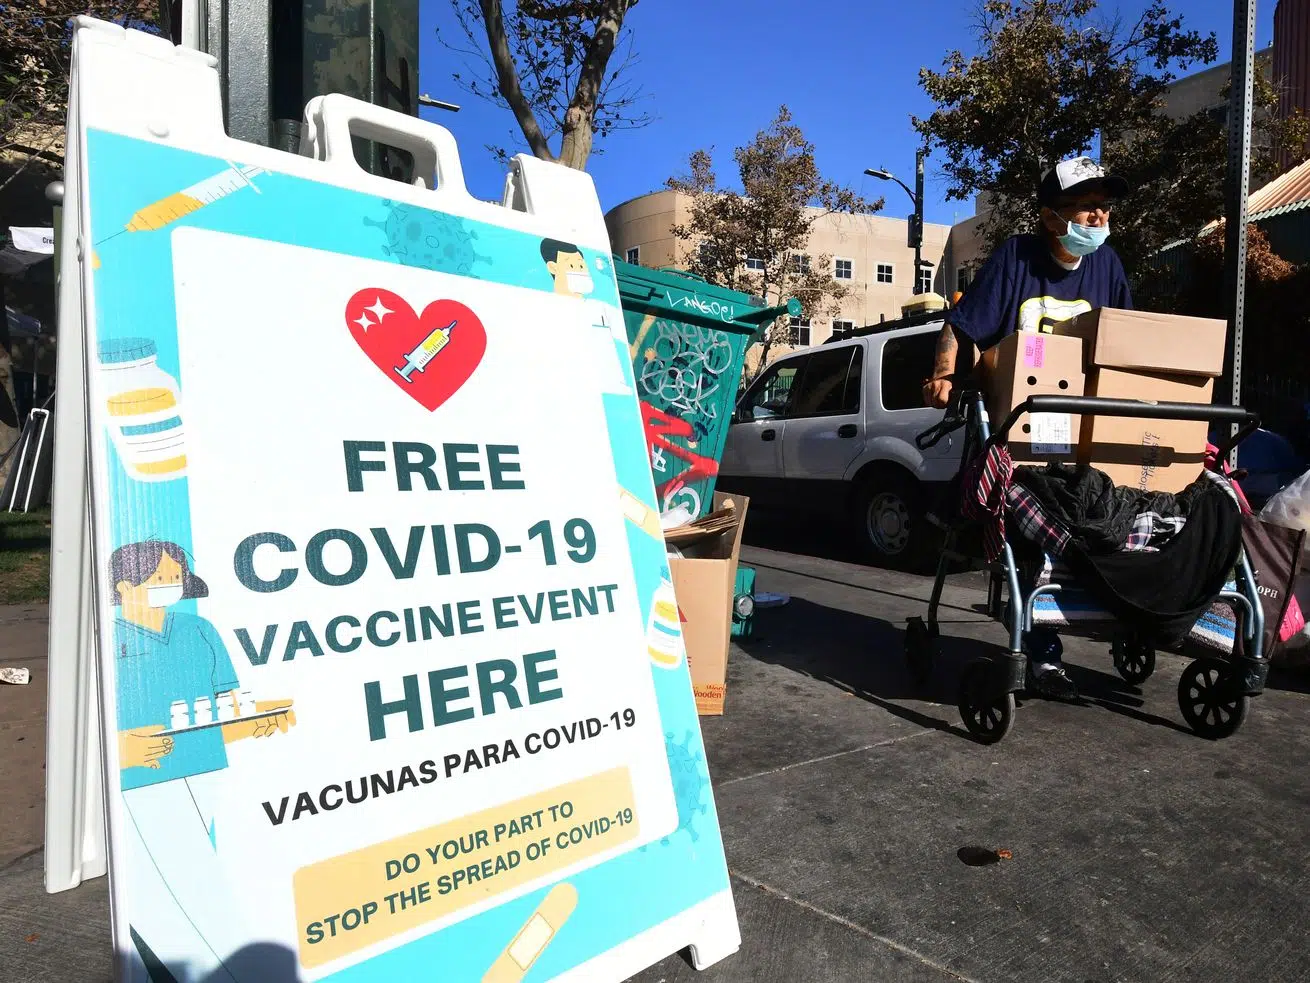 FREE
COVID-19
VACCINE EVENT
HERE
VACUNAS PARA COVID-19
DO YOUR PART TO
STOP THE SPREAD OF COVID-19